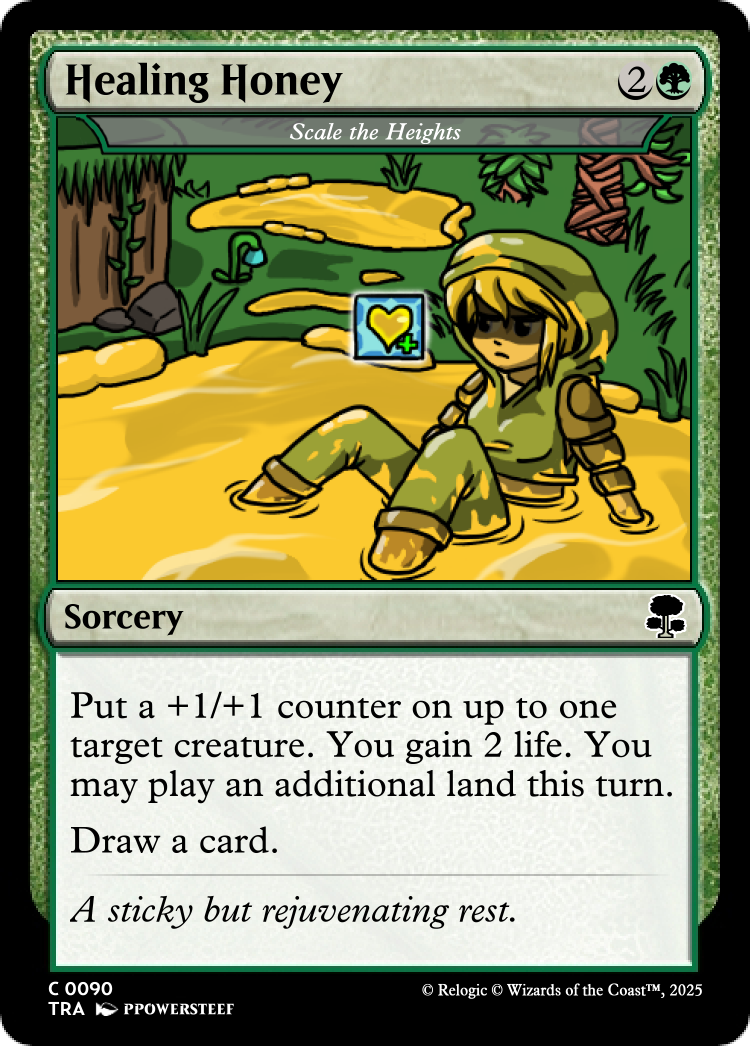 Healing Honey 2
Scale the Heights
Sorcery
Put a +1/+1 counter on up to one
target creature. You gain 2 life. You
may play an additional land this turn.
Draw a card.
A sticky but rejuvenating rest.
C 0090
TRA PPOWERSTEEF
© Relogic © Wizards of the Coast™, 2025